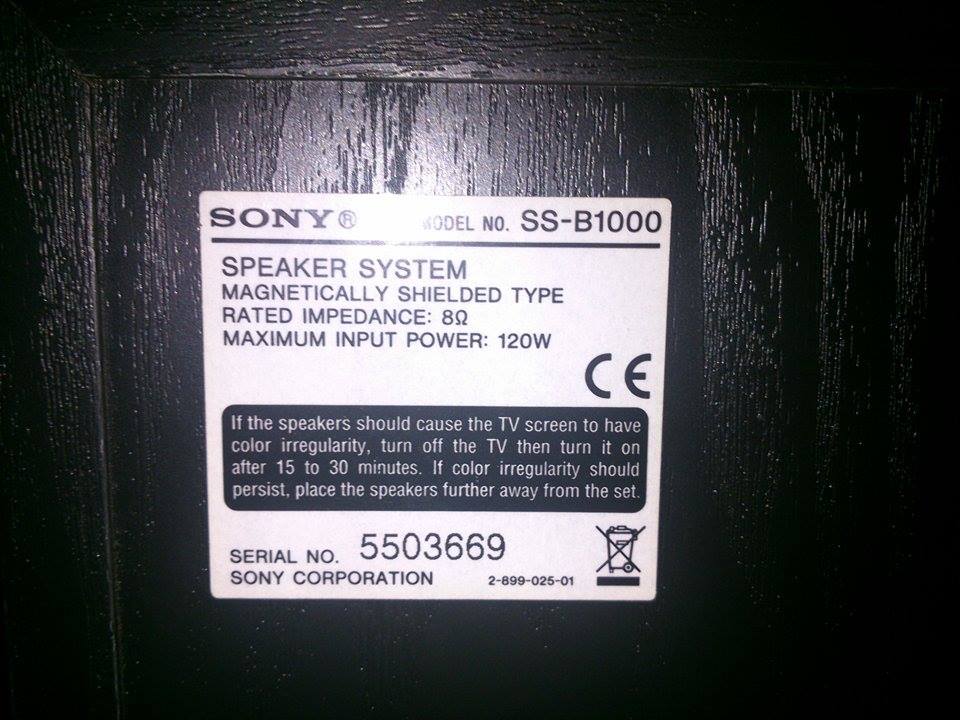 SONY® MODEL NO. SS-B1000
SPEAKER SYSTEM
MAGNETICALLY SHIELDED TYPE
RATED IMPEDANCE: 8Ω
MAXIMUM INPUT POWER: 120W
CE
If the speakers should cause the TV screen to have
color irregularity, turn off the TV then turn it on
after 15 to 30 minutes. If color irregularity should
persist, place the speakers further away from the set.
SERIAL NO. 5503669
SONY CORPORATION 2-899-025-01